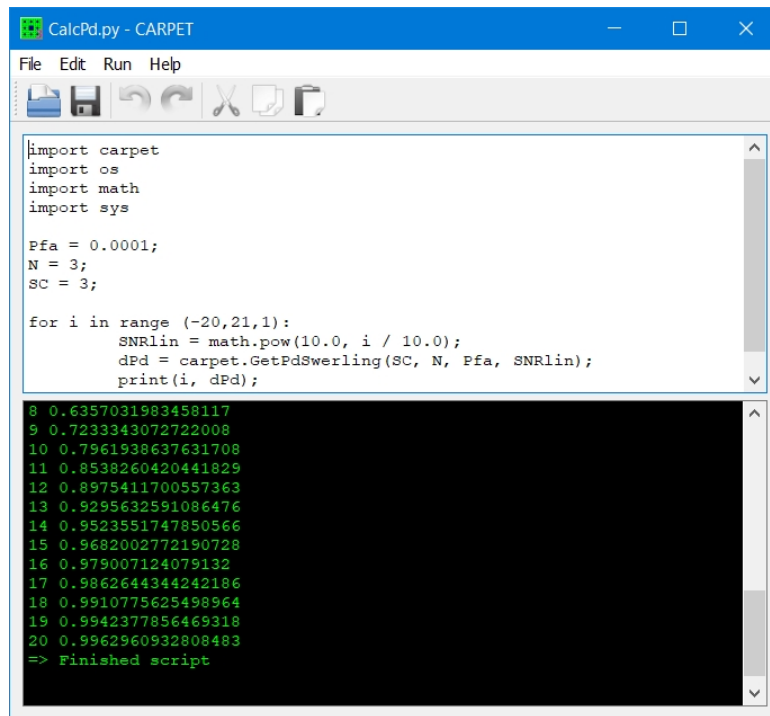 CalcPd.py - CARPET
File Edit Run Help
import carpet
import os
import math
import sys
Pfa = 0.0001;
N = 3;
SC = 3;
for i in range (-20,21,1):
SNRlin = math.pow(10.0, i / 10.0);
dPd = carpet.GetPdSwerling(SC, N, Pfa, SNRlin);
print(i, dPd);
8 0.6357031983458117
9 0.7233343072722008
10 0.7961938637631708
11 0.8538260420441829
12 0.8975411700557363
13 0.9295632591086476
14 0.9523551747850566
15 0.9682002772190728
16 0.979007124079132
17 0.9862644344242186
18 0.9910775625498964
19 0.9942377856469318
20 0.9962960932808483
=> Finished script